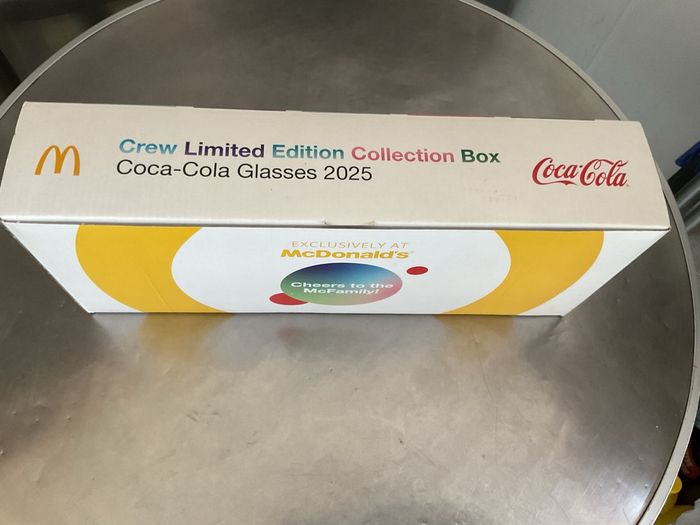 Crew Limited Edition Collection Box
Coca-Cola Glasses 2025
Coca-Cola
EXCLUSIVELY AT
McDonald's
Cheers to the
McFamily!